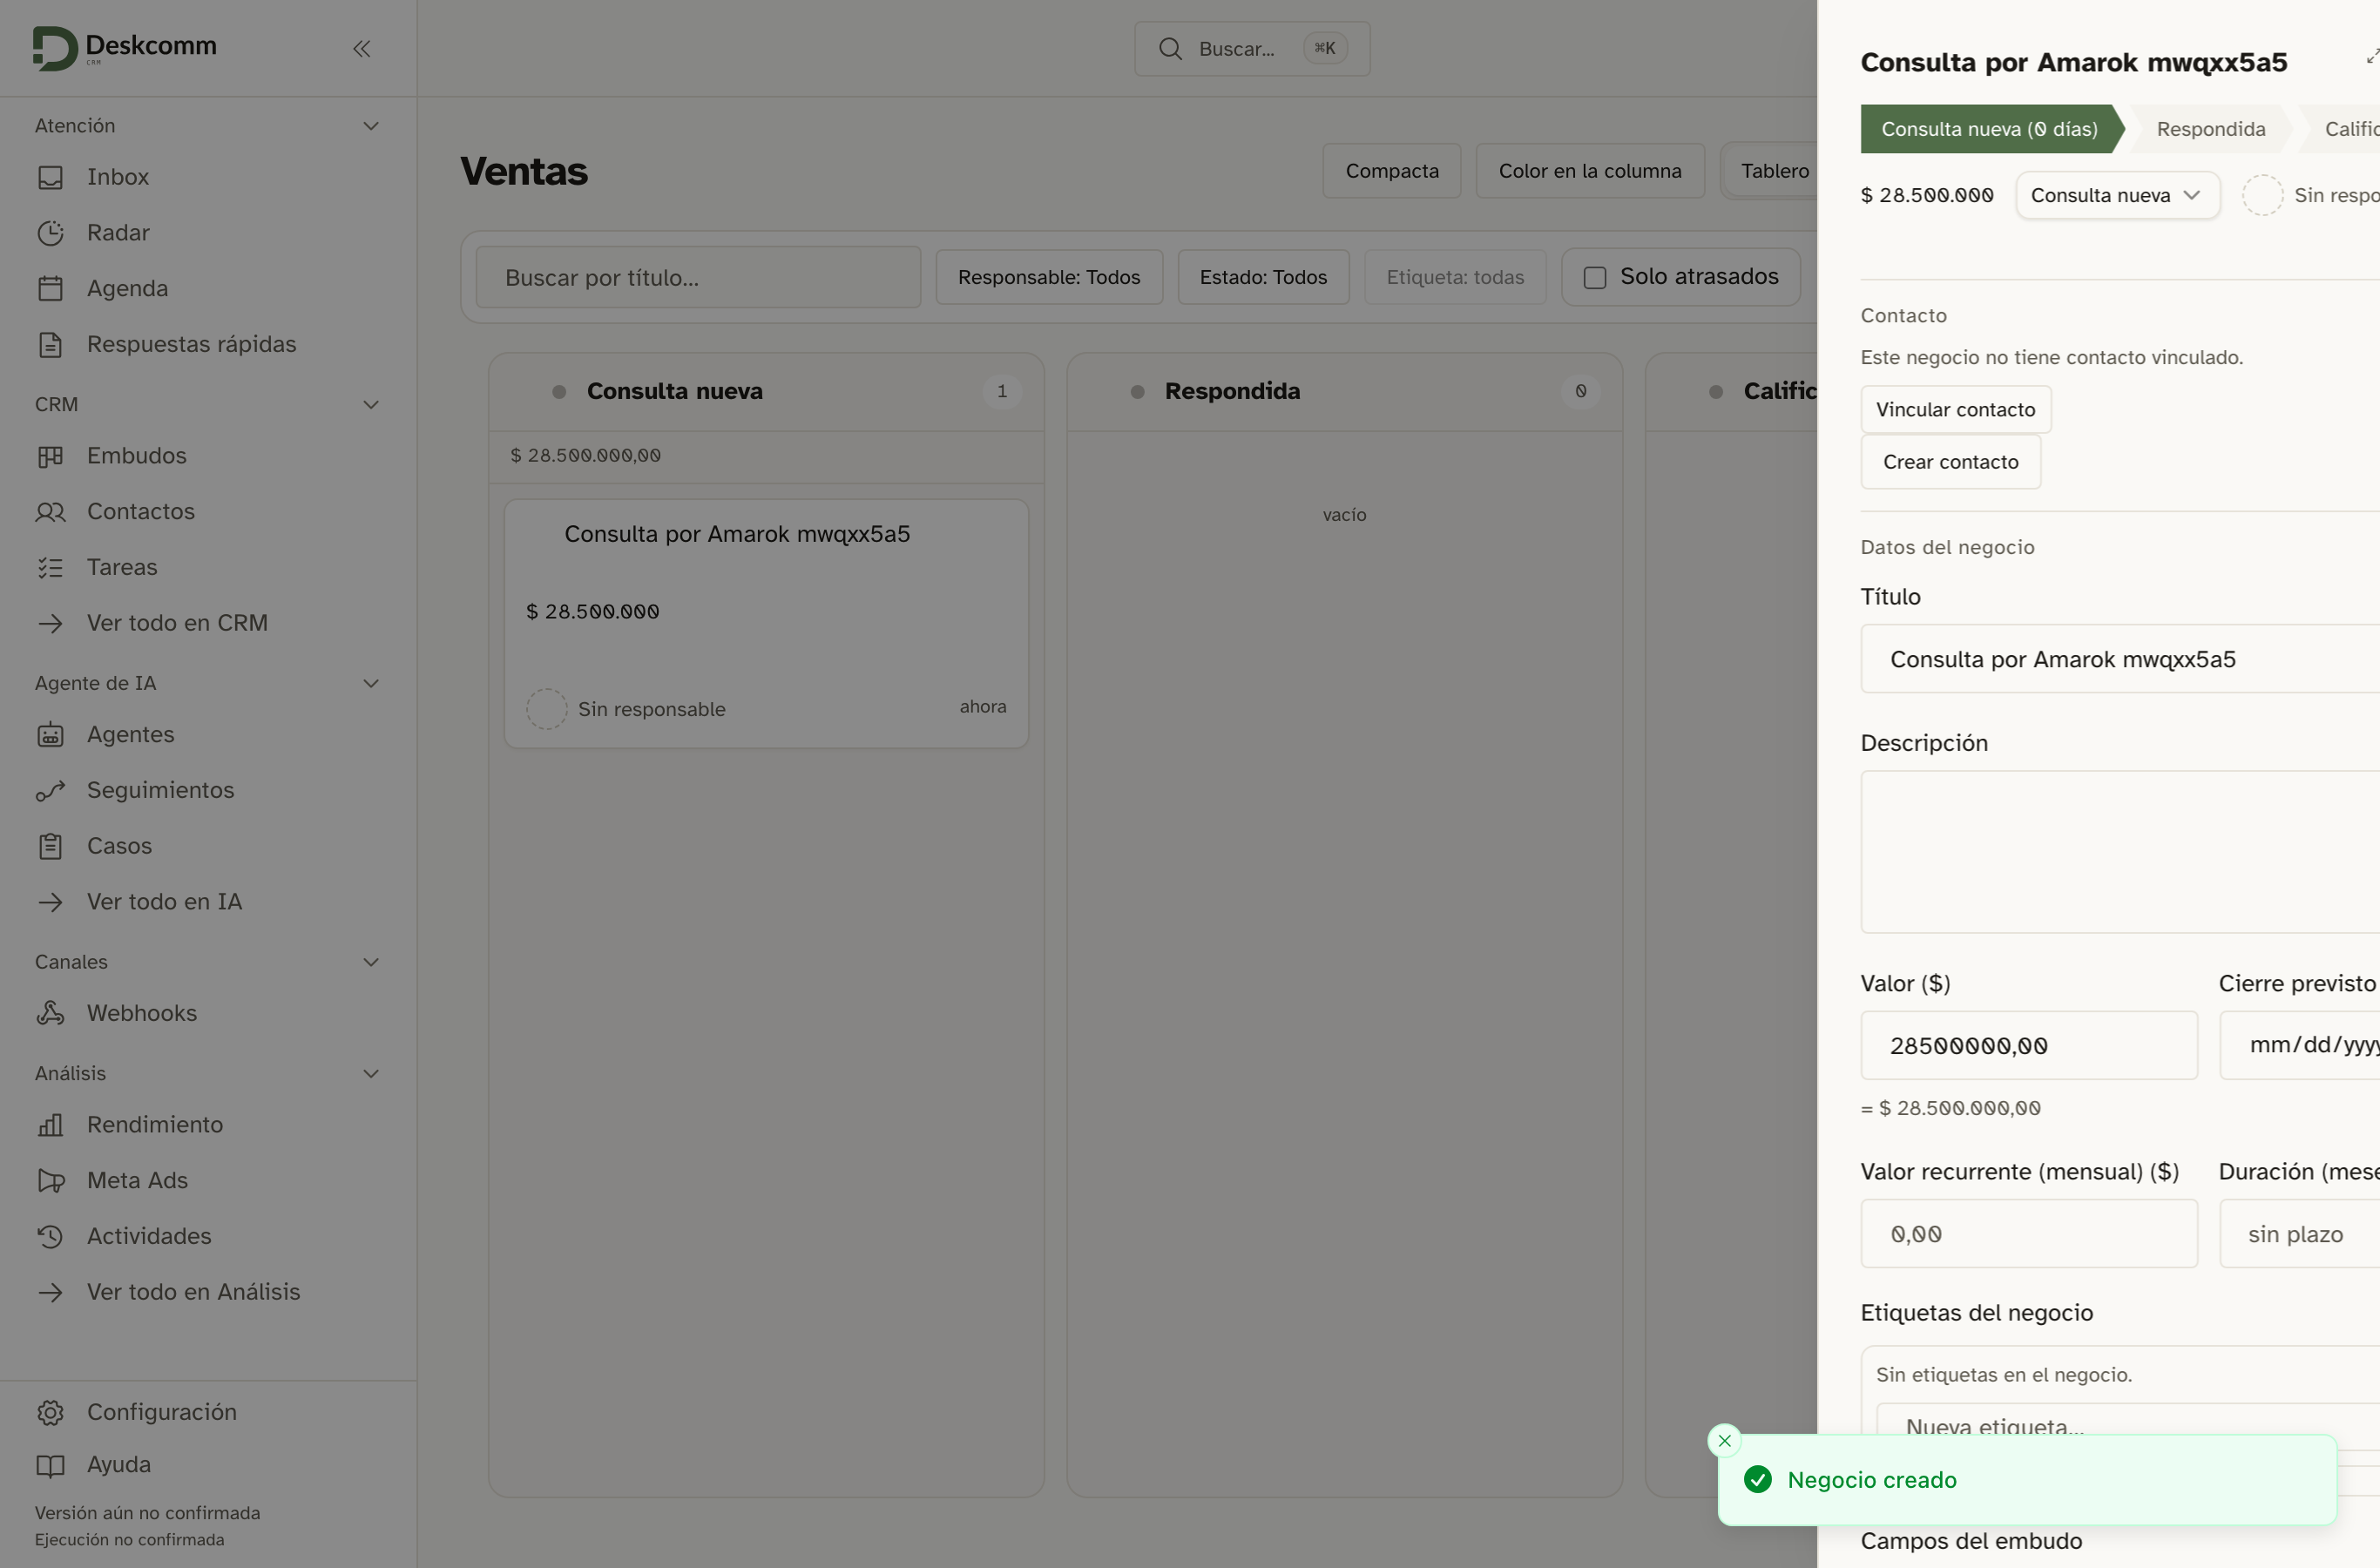 Deskcomm
CRM
Buscar...
⌘K
Atención
Inbox
Radar
Agenda
Respuestas rápidas
CRM
Embudos
Contactos
Tareas
Ver todo en CRM
Agente de IA
Agentes
Seguimientos
Casos
Ver todo en IA
Canales
Webhooks
Análisis
Rendimiento
Meta Ads
Actividades
Ver todo en Análisis
Configuración
Ayuda
Versión aún no confirmada
Ejecución no confirmada
Ventas
Compacta
Color en la columna
Tablero
Buscar por título...
Responsable: Todos
Estado: Todos
Etiqueta: todas
Solo atrasados
Consulta nueva
1
$ 28.500.000,00
Consulta por Amarok mwqxx5a5
$ 28.500.000
Sin responsable
ahora
Respondida
0
vacío
Calific
Consulta por Amarok mwqxx5a5
Consulta nueva (0 días)
Respondida
Calific
$ 28.500.000
Consulta nueva
Sin respo
Contacto
Este negocio no tiene contacto vinculado.
Vincular contacto
Crear contacto
Datos del negocio
Título
Consulta por Amarok mwqxx5a5
Descripción
Valor ($)
Cierre previsto
28500000,00
mm/dd/yyyy
= $ 28.500.000,00
Valor recurrente (mensual) ($)
Duración (mese
0,00
sin plazo
Etiquetas del negocio
Sin etiquetas en el negocio.
Nueva etiqueta...
Negocio creado
Campos del embudo